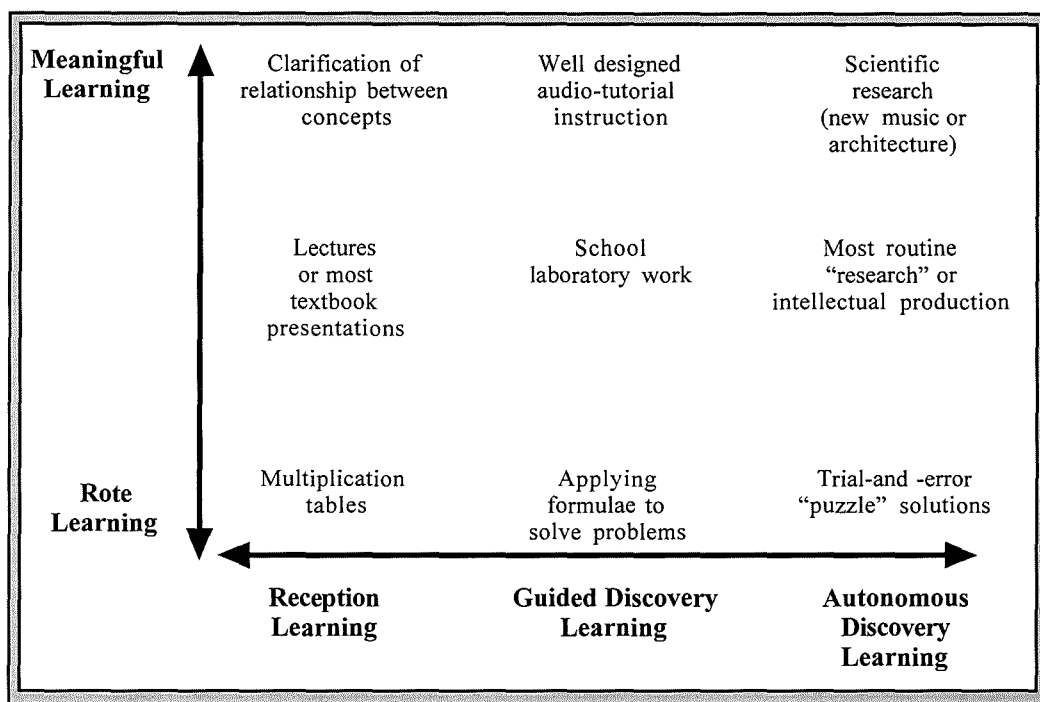 Meaningful
Learning
Clarification of
relationship between
concepts
Well designed
audio-tutorial
instruction
Scientific
research
(new music or
architecture)
Lectures
or most
textbook
presentations
School
laboratory work
Most routine
“research” or
intellectual production
Rote
Learning
Multiplication
tables
Applying
formulae to
solve problems
Trial-and -error
“puzzle” solutions
Reception
Learning
Guided Discovery
Learning
Autonomous
Discovery
Learning